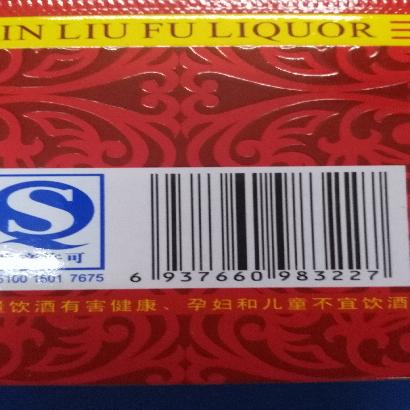 IN LIU FU LIQUOR
S
5100 1501 7675
6 937660 983227
饮酒有害健康、孕妇和儿童不宜饮酒